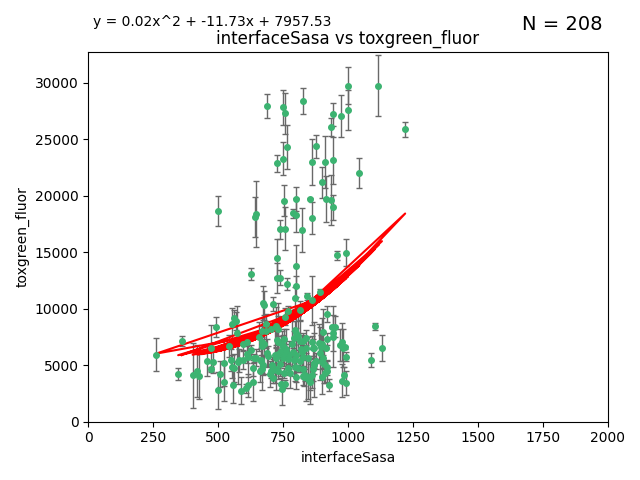 y = 0.02x^2 + -11.73x + 7957.53
N = 208
interfaceSasa vs toxgreen_fluor
30000
25000
20000
15000
10000
5000
0
toxgreen_fluor
0 250 500 750 1000 1250 1500 1750 2000
interfaceSasa